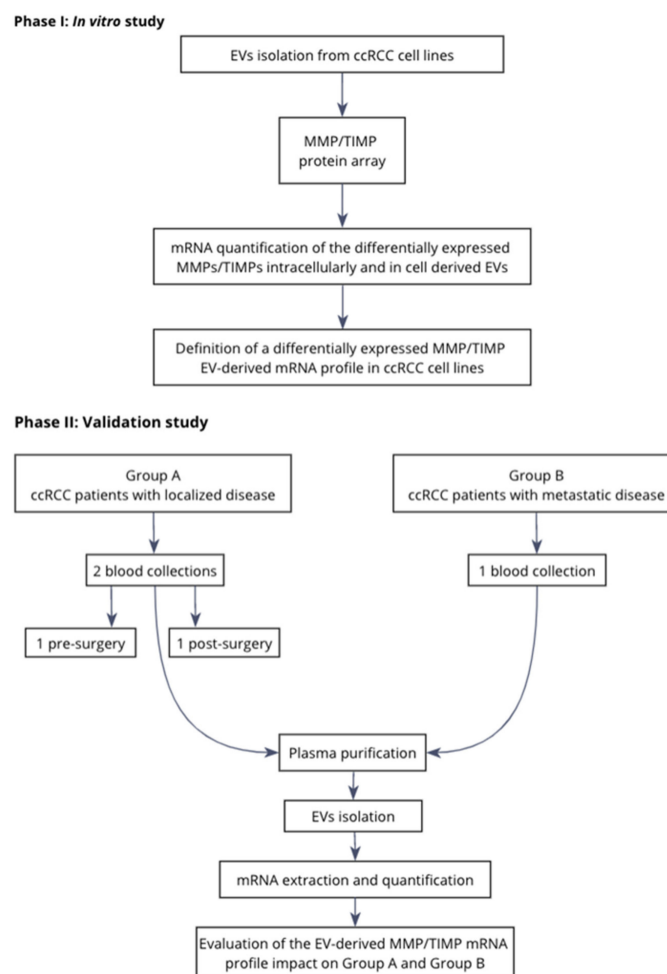 Phase I: In vitro study
EVs isolation from ccRCC cell lines
MMP/TIMP
protein array
mRNA quantification of the differentially expressed
MMPs/TIMPs intracellularly and in cell derived EVs
Definition of a differentially expressed MMP/TIMP
EV-derived mRNA profile in ccRCC cell lines
Phase II: Validation study
Group A
ccRCC patients with localized disease
Group B
ccRCC patients with metastatic disease
2 blood collections
1 blood collection
1 pre-surgery
1 post-surgery
Plasma purification
EVs isolation
mRNA extraction and quantification
Evaluation of the EV-derived MMP/TIMP mRNA
profile impact on Group A and Group B